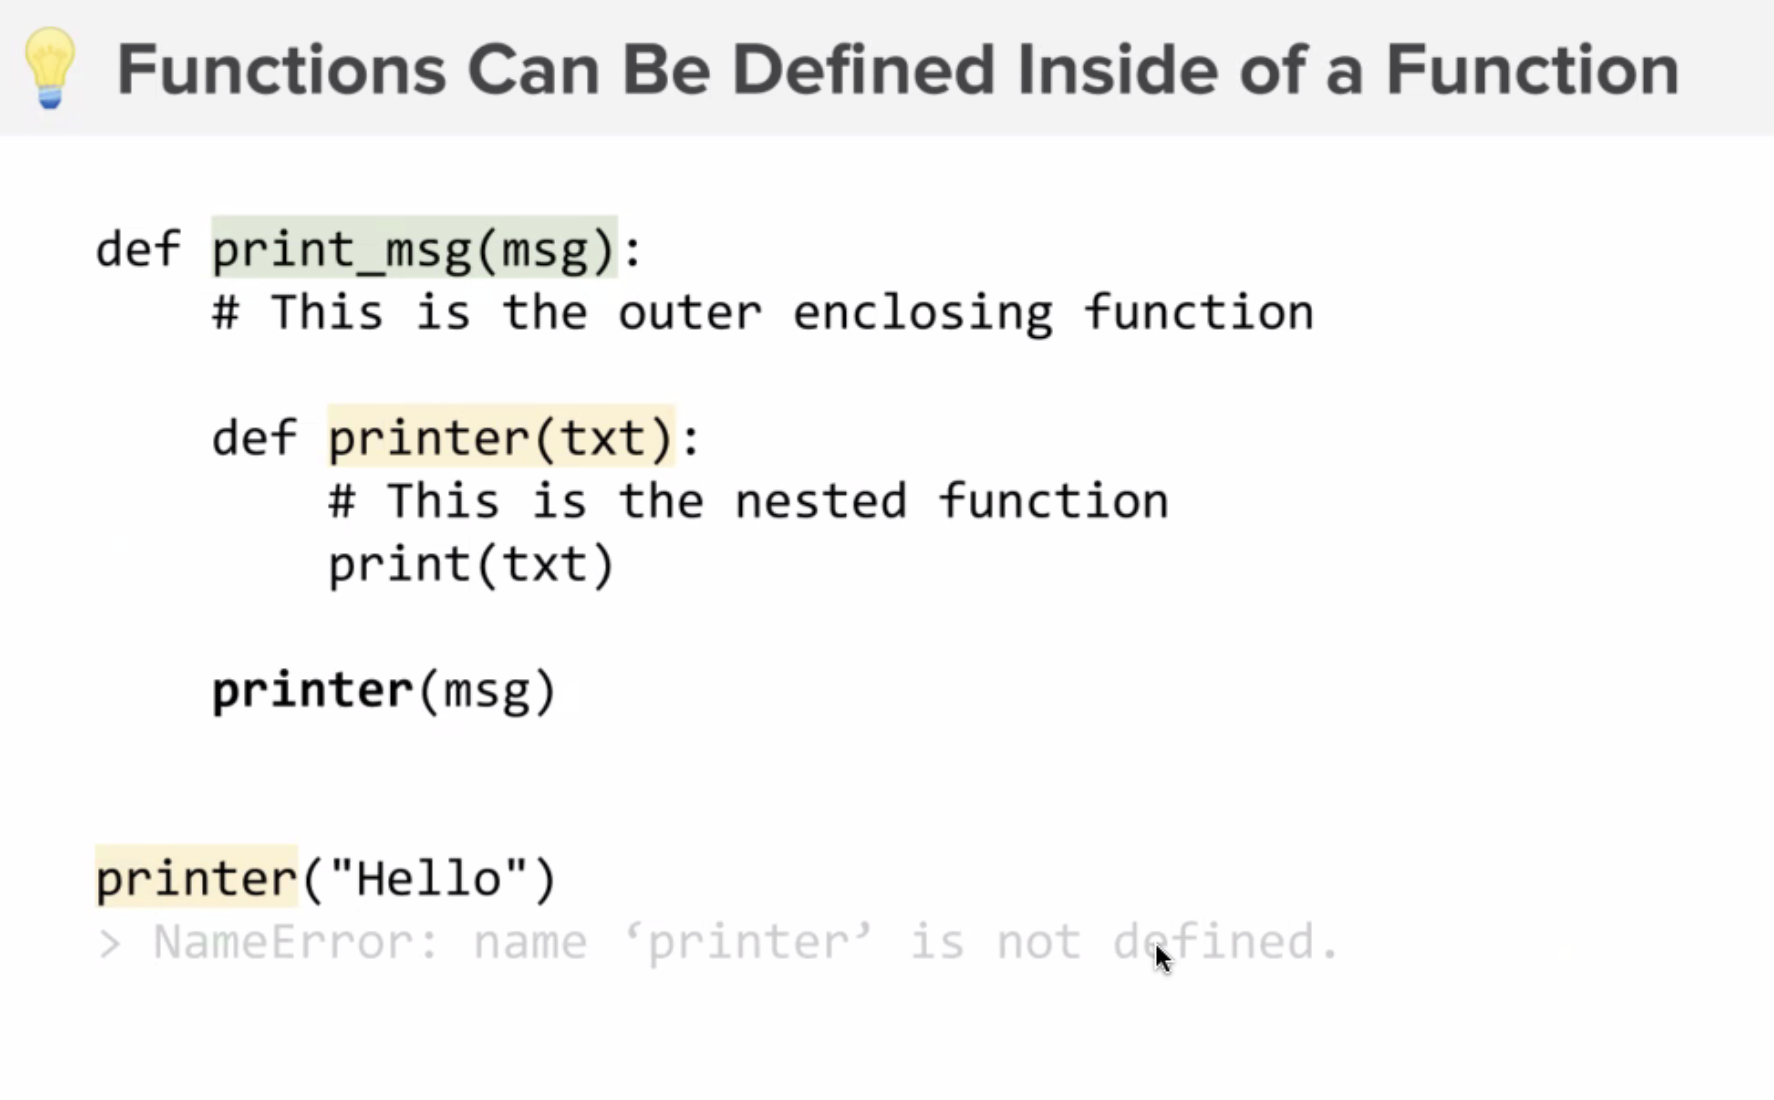 Functions Can Be Defined Inside of a Function
def print_msg(msg):
# This is the outer enclosing function
def printer(txt):
# This is the nested function
print(txt)
printer(msg)
printer("Hello")
> NameError: name ‘printer’ is not defined.